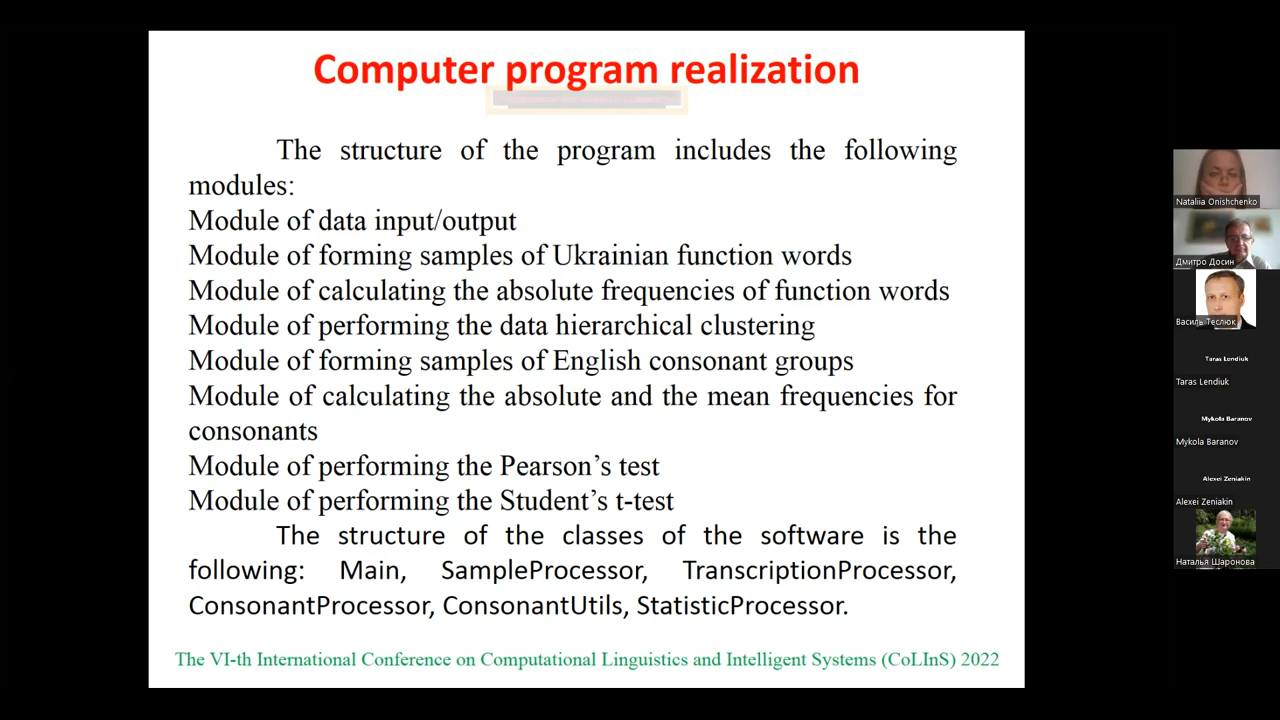 Computer program realization
The structure of the program includes the following
modules:
Module of data input/output
Module of forming samples of Ukrainian function words
Module of calculating the absolute frequencies of function words
Module of performing the data hierarchical clustering
Module of forming samples of English consonant groups
Module of calculating the absolute and the mean frequencies for
consonants
Module of performing the Pearson's test
Module of performing the Student's t-test
The structure of the classes of the software is the
following: Main, SampleProcessor, TranscriptionProcessor,
ConsonantProcessor, ConsonantUtils, StatisticProcessor.
The VI-th International Conference on Computational Linguistics and Intelligent Systems (CoLInS) 2022
Nataliia Onishchenko
Дмитро Досин
Василь Теслюк
Taras Lendiuk
Taras Lendiuk
Mykola Baranov
Mykola Baranov
Alexei Zeniakin
Alexei Zeniakin
Наталья Шаронова